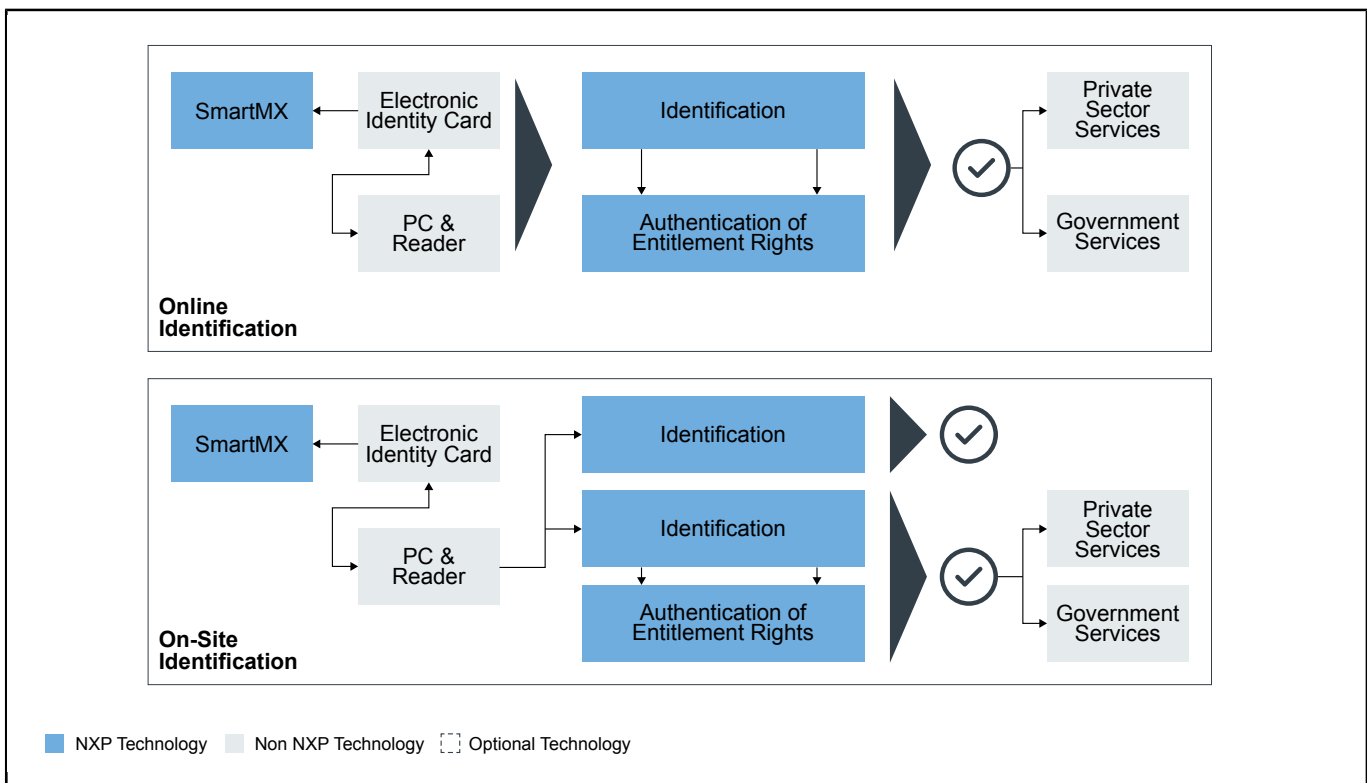 SmartMX
Electronic
Identity Card
PC &
Reader
Identification
Authentication of
Entitlement Rights
Private
Sector
Services
Government
Services
Online
Identification
SmartMX
Electronic
Identity Card
PC &
Reader
Identification
Identification
Authentication of
Entitlement Rights
Private
Sector
Services
Government
Services
On-Site
Identification
NXP Technology
Non NXP Technology
Optional Technology